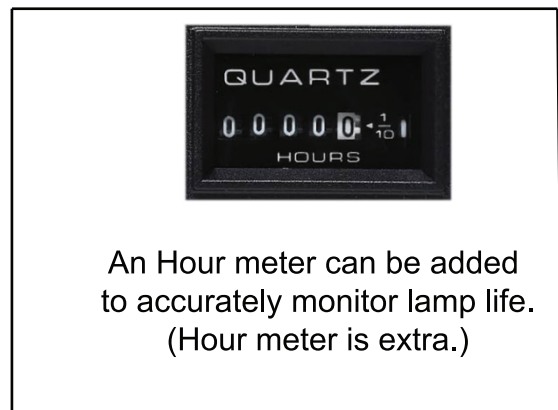 QUARTZ
0 0 0 0 0 1/10
HOURS
An Hour meter can be added
to accurately monitor lamp life.
(Hour meter is extra.)